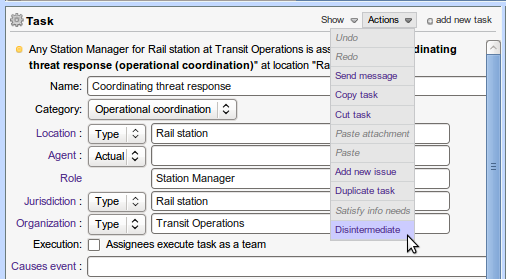 Task Show Actions add new task
Any Station Manager for Rail station at Transit Operations is ass dinating
threat response (operational coordination)" at location "Ra
Undo
Redo
Send message
Copy task
Cut task
Paste attachment
Paste
Add new issue
Duplicate task
Satisfy info needs
Disintermediate
Name: Coordinating threat response
Category: Operational coordination
Location : Type Rail station
Agent : Actual
Role Station Manager
Jurisdiction : Type Rail station
Organization : Type Transit Operations
Execution: Assignees execute task as a team
Causes event :